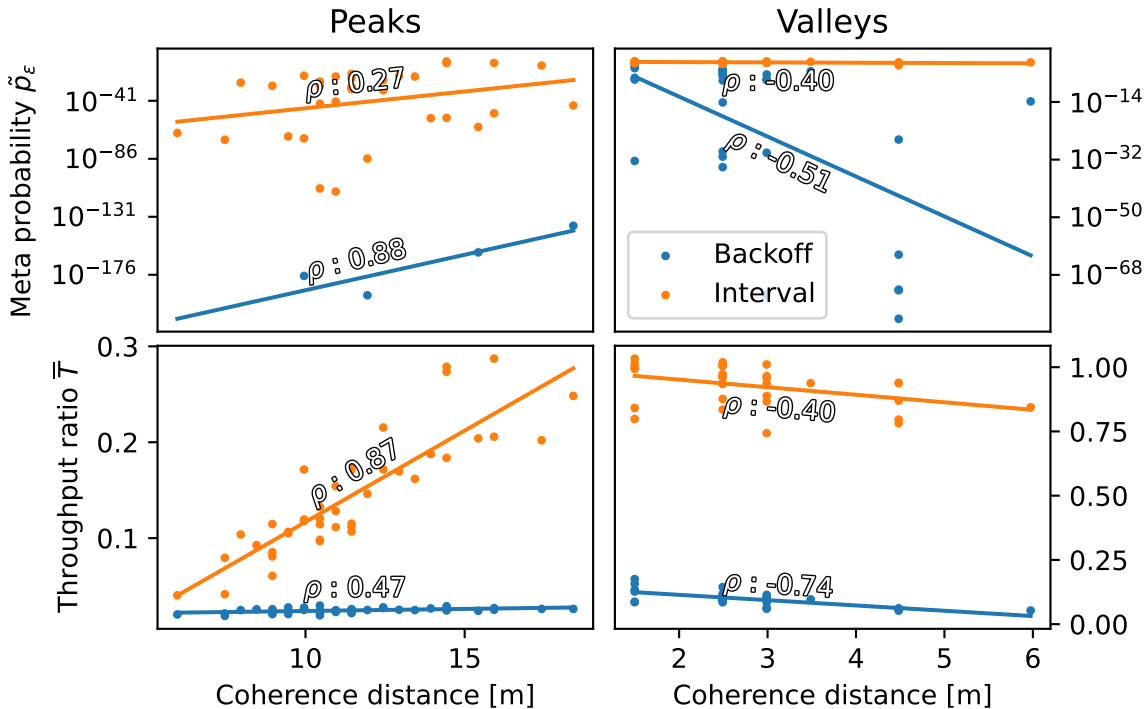 Peaks
Valleys
Meta probability p̃ε
10⁻⁴¹
10⁻⁸⁶
10⁻¹³¹
10⁻¹⁷⁶
ρ : 0.27
ρ : 0.88
ρ : -0.40
ρ : -0.51
10⁻¹⁴
10⁻³²
10⁻⁵⁰
10⁻⁶⁸
Backoff
Interval
Throughput ratio T̿
0.3
0.2
0.1
ρ : 0.87
ρ : 0.47
ρ : -0.40
ρ : -0.74
1.00
0.75
0.50
0.25
0.00
10 15
2 3 4 5 6
Coherence distance [m]
Coherence distance [m]